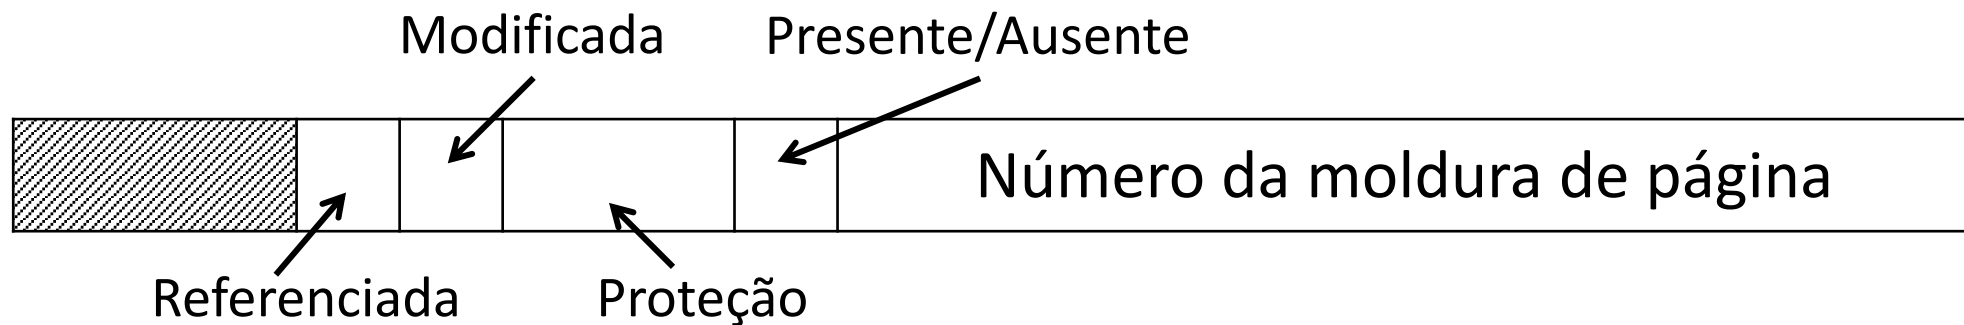 Modificada
Presente/Ausente
Número da moldura de página
Referenciada
Proteção